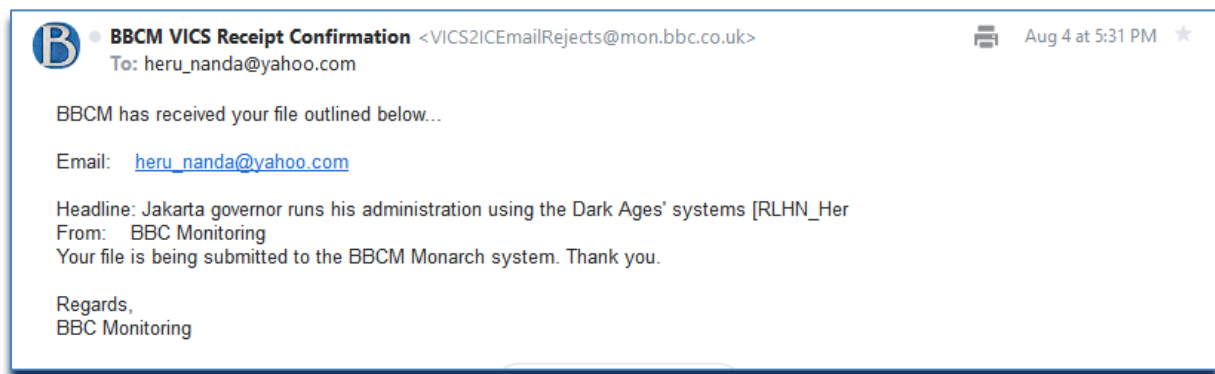 B
BBCM VICS Receipt Confirmation <VICS2ICEmailRejects@mon.bbc.co.uk> Aug 4 at 5:31 PM
To: heru_nanda@yahoo.com
BBCM has received your file outlined below...
Email: heru_nanda@yahoo.com
Headline: Jakarta governor runs his administration using the Dark Ages' systems [RLHN_Her
From: BBC Monitoring
Your file is being submitted to the BBCM Monarch system. Thank you.
Regards,
BBC Monitoring